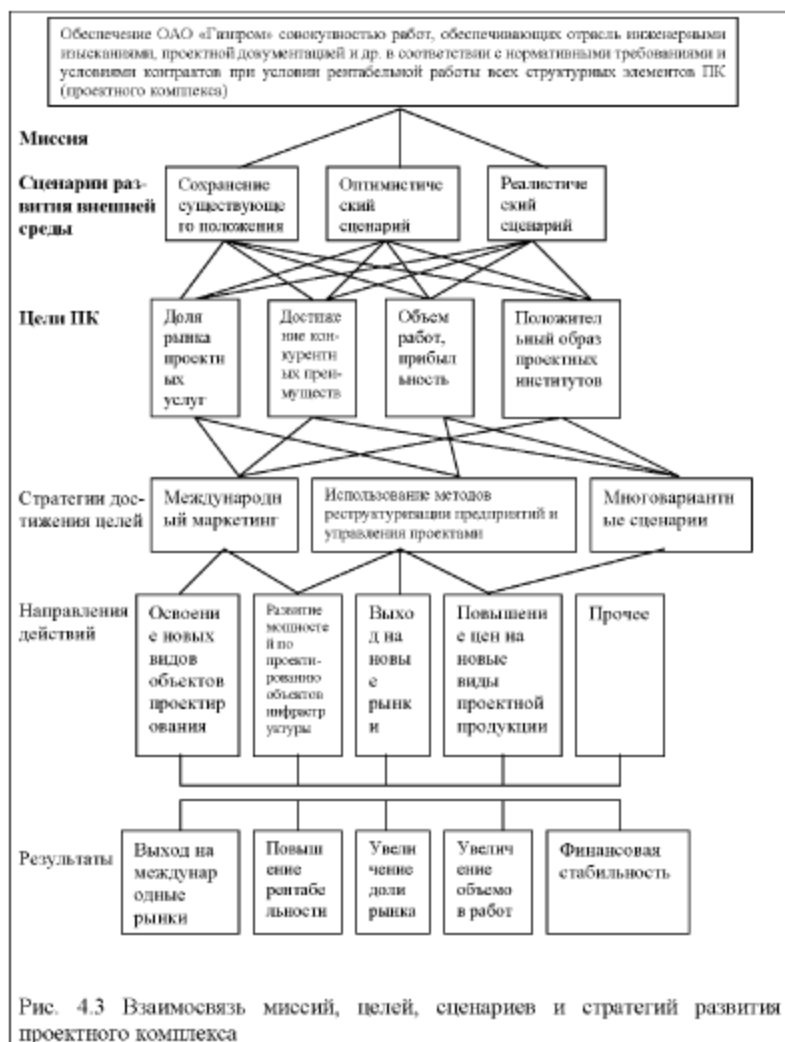 Обеспечение ОАО «Газпром» совокупностью работ, обеспечивающих отрасль инженерными
изысканиями, проектной документацией и др. в соответствии с нормативными требованиями и
условиями контрактов при условии рентабельной работы всех структурных элементов ПК
(проектного комплекса)
Миссия
Сценарии раз-
вития внешней
среды
Сохранение
существующе
го положения
Оптимистиче
ский
сценарий
Реалистиче
ский
сценарий
Цели ПК
Доля
рынка
проектн
ых
услуг
Достиже
ние кон-
курентн
ых преи-
муществ
Объем
работ,
прибыл
ьность
Положител
ьный образ
проектных
институтов
Стратегии дос-
тижения целей
Международн
ый маркетинг
Использование методов
реструктуризации предприятий и
управления проектами
Многовариантн
ые сценарии
Направления
действий
Освоени
е новых
видов
объектов
проектир
ования
Развитие
мощносте
й по
проекти-
рованию
объектов
инфрастр
уктуры
Выхо
д на
новы
е
рынк
и
Повышени
е цен на
новые
виды
проектной
продукции
Прочее
Результаты
Выход на
междунар
одные
рынки
Повыш
ение
рентабе
льности
Увели
чение
доли
рынка
Увелич
ение
объемо
в работ
Финансовая
стабильность
Рис. 4.3 Взаимосвязь миссий, целей, сценариев и стратегий развития
проектного комплекса